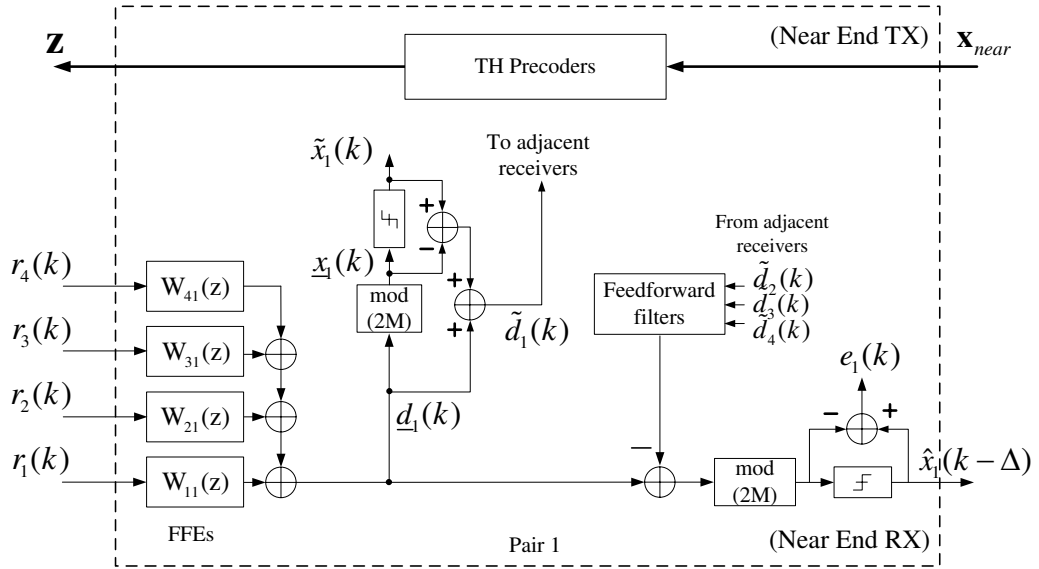 z
(Near End TX)
x_near
TH Precoders
To adjacent
receivers
x̃₁(k)
+
−
x̲₁(k)
mod
(2M)
+
+
d̃₁(k)
d̲₁(k)
From adjacent
receivers
Feedforward
filters
d̃₂(k)
d̃₃(k)
d̃₄(k)
r₄(k)
W₄₁(z)
r₃(k)
W₃₁(z)
r₂(k)
W₂₁(z)
r₁(k)
W₁₁(z)
FFEs
−
mod
(2M)
e₁(k)
−
+
x̂₁(k − Δ)
Pair 1
(Near End RX)